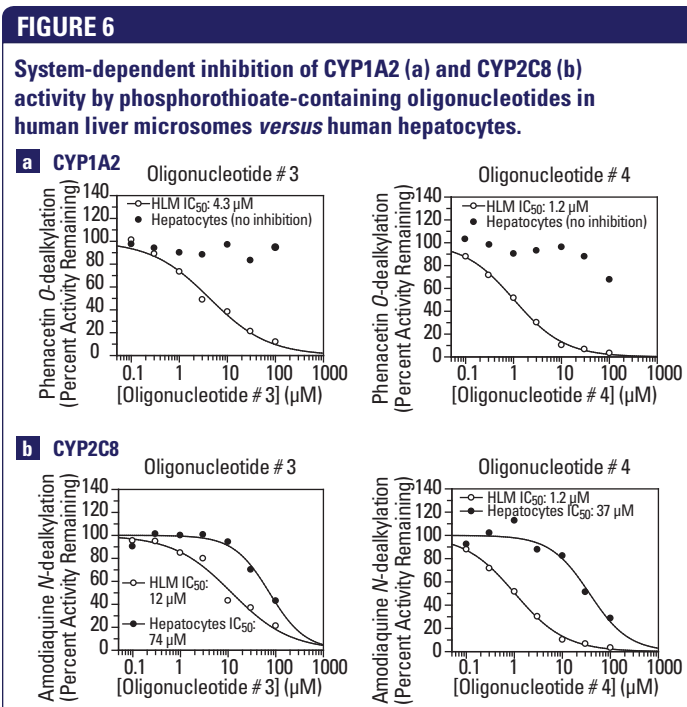 FIGURE 6
System-dependent inhibition of CYP1A2 (a) and CYP2C8 (b)
activity by phosphorothioate-containing oligonucleotides in
human liver microsomes versus human hepatocytes.
a CYP1A2
Oligonucleotide # 3
Phenacetin O-dealkylation
(Percent Activity Remaining)
140
120
100
80
60
40
20
0
HLM IC50: 4.3 µM
Hepatocytes (no inhibition)
0.1 1 10 100 1000
[Oligonucleotide # 3] (µM)
Oligonucleotide # 4
Phenacetin O-dealkylation
(Percent Activity Remaining)
140
120
100
80
60
40
20
0
HLM IC50: 1.2 µM
Hepatocytes (no inhibition)
0.1 1 10 100 1000
[Oligonucleotide # 4] (µM)
b CYP2C8
Oligonucleotide # 3
Amodiaquine N-dealkylation
(Percent Activity Remaining)
140
120
100
80
60
40
20
0
HLM IC50:
12 µM
Hepatocytes IC50:
74 µM
0.1 1 10 100 1000
[Oligonucleotide # 3] (µM)
Oligonucleotide # 4
Amodiaquine N-dealkylation
(Percent Activity Remaining)
140
120
100
80
60
40
20
0
HLM IC50: 1.2 µM
Hepatocytes IC50: 37 µM
0.1 1 10 100 1000
[Oligonucleotide # 4] (µM)